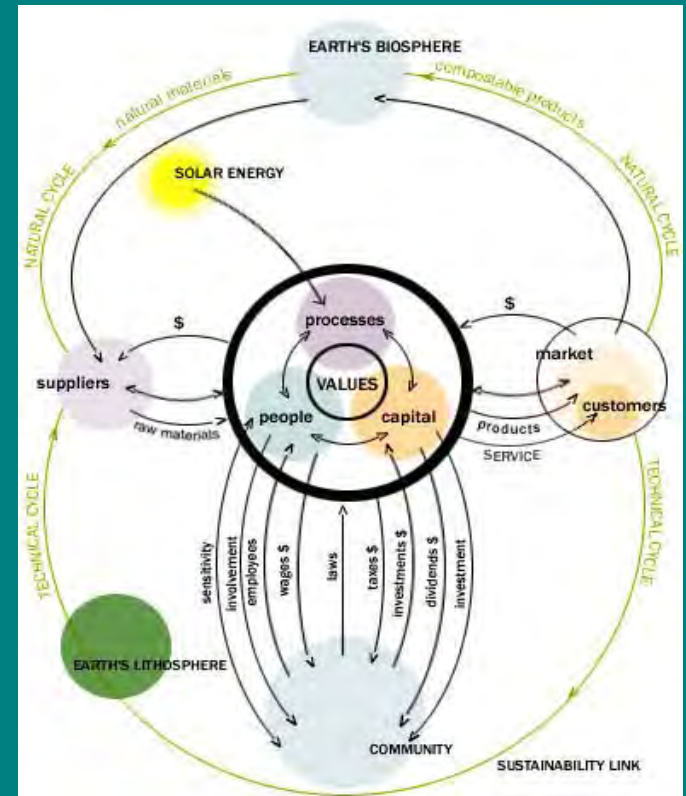 EARTH'S BIOSPHERE
natural materials
compostable products
NATURAL CYCLE
NATURAL CYCLE
SOLAR ENERGY
$
$
processes
market
suppliers
VALUES
customers
people
capital
raw materials
products
SERVICE
TECHNICAL CYCLE
TECHNICAL CYCLE
sensitivity
involvement
employees
wages $
laws
taxes $
investments $
dividends $
investment
EARTH'S LITHOSPHERE
COMMUNITY
SUSTAINABILITY LINK